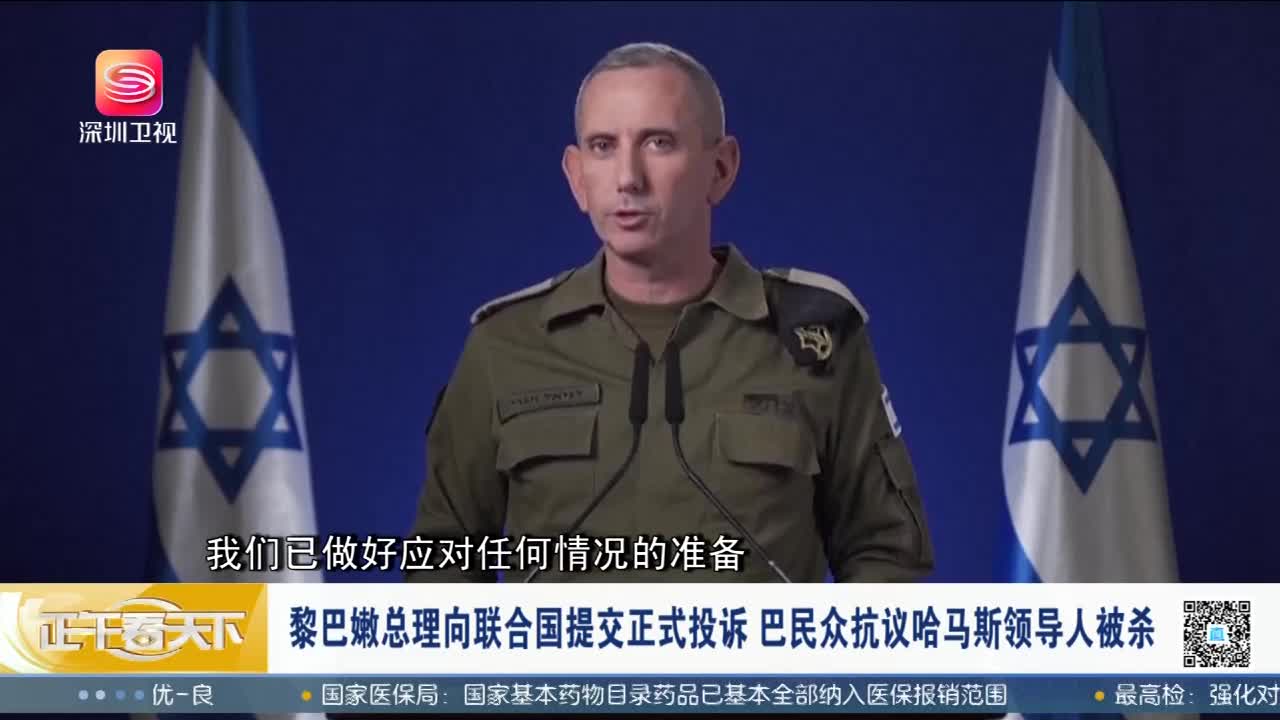 深圳卫视
דניאל הגרי
我们已做好应对任何情况的准备
正午看天下
黎巴嫩总理向联合国提交正式投诉 巴民众抗议哈马斯领导人被杀
优-良
国家医保局：国家基本药物目录药品已基本全部纳入医保报销范围
最高检：强化对